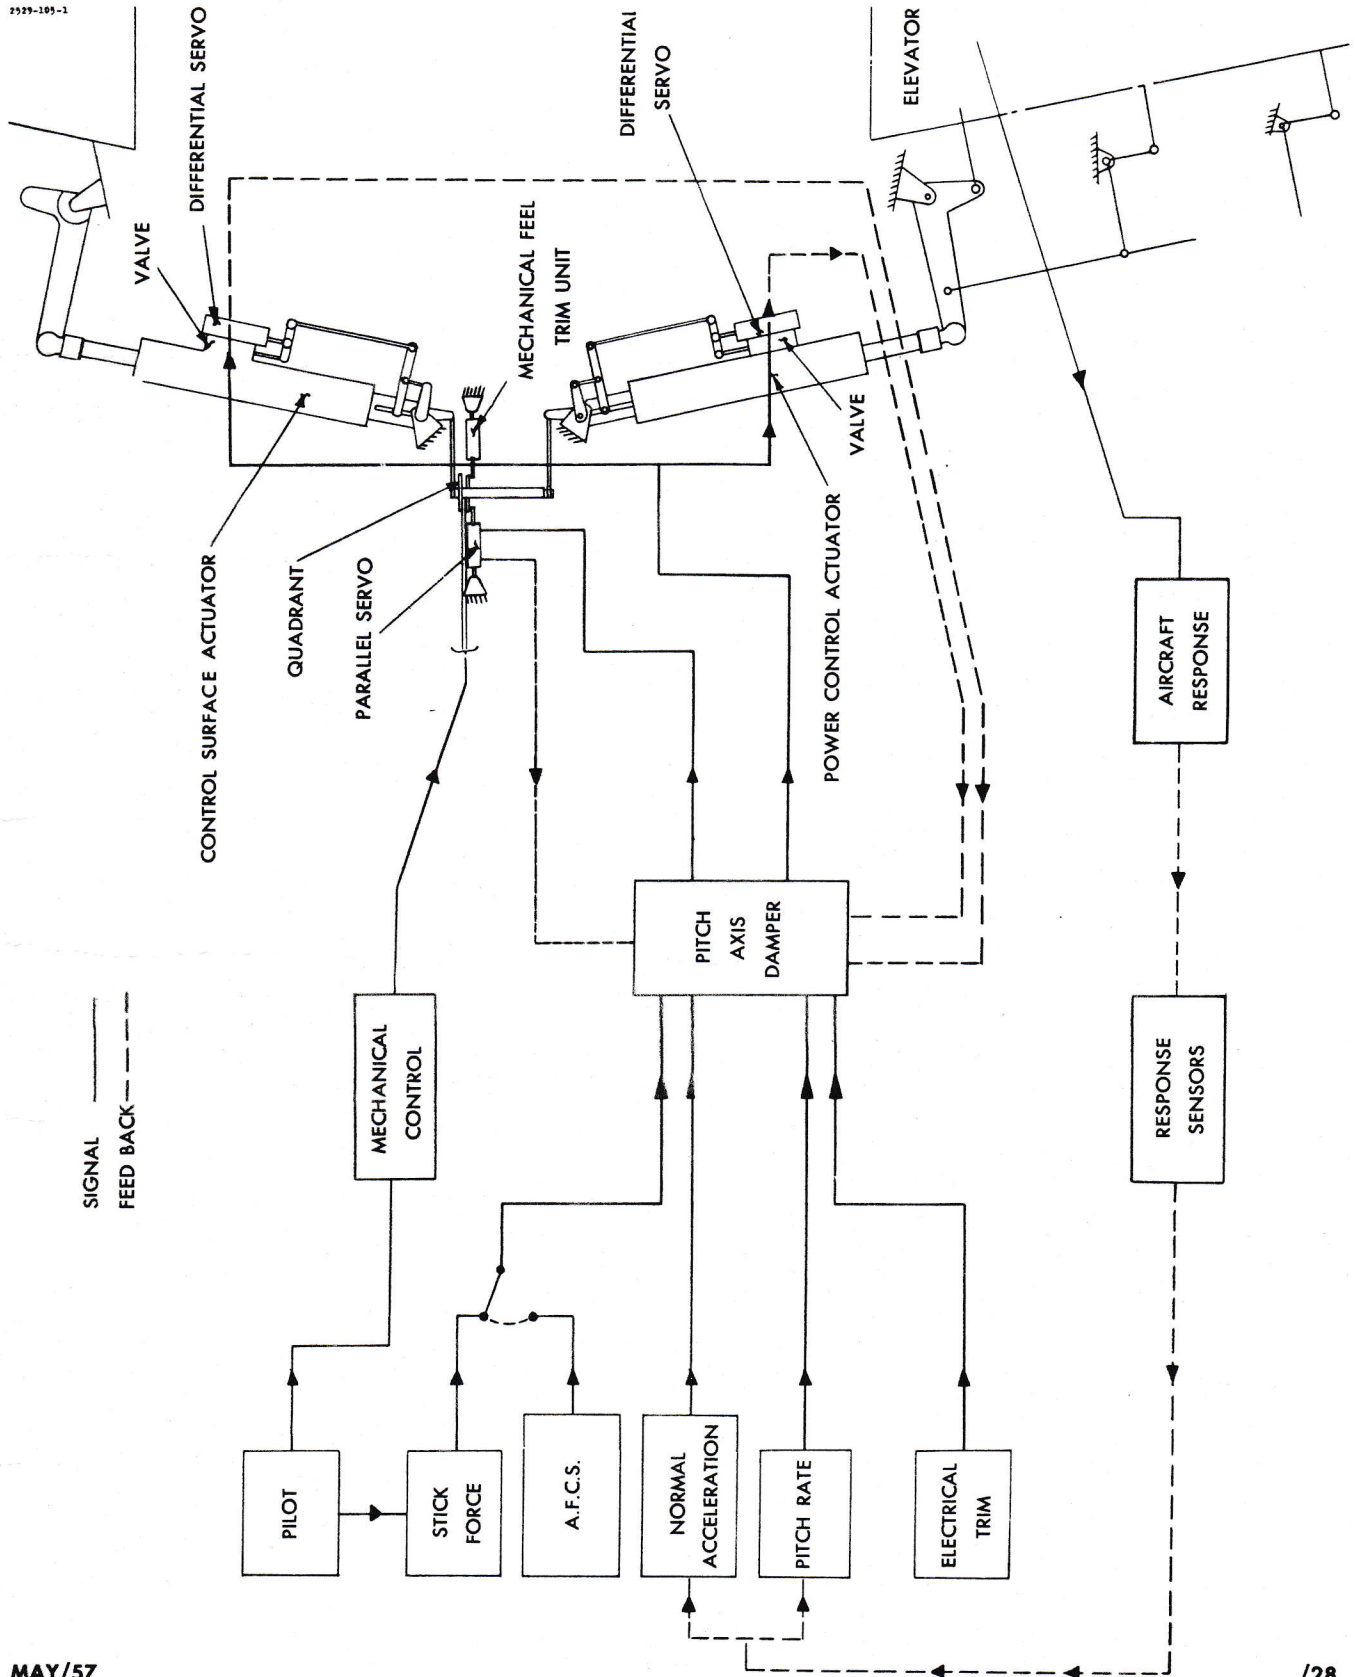 2529-105-1
SIGNAL
FEED BACK
DIFFERENTIAL SERVO
VALVE
MECHANICAL FEEL
TRIM UNIT
DIFFERENTIAL
SERVO
ELEVATOR
CONTROL SURFACE ACTUATOR
QUADRANT
PARALLEL SERVO
VALVE
POWER CONTROL ACTUATOR
AIRCRAFT
RESPONSE
MECHANICAL
CONTROL
PITCH
AXIS
DAMPER
RESPONSE
SENSORS
PILOT
STICK
FORCE
A.F.C.S.
NORMAL
ACCELERATION
PITCH RATE
ELECTRICAL
TRIM
MAY/57
/28